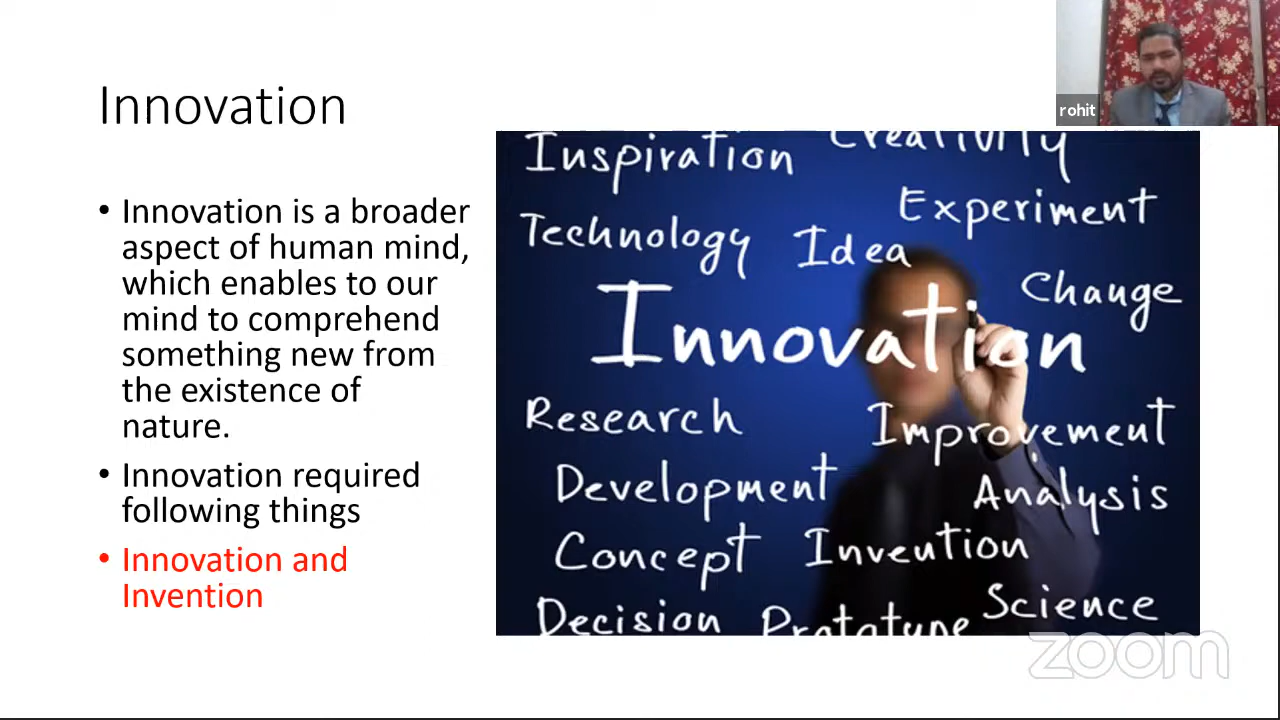 rohit
Innovation
• Innovation is a broader
aspect of human mind,
which enables to our
mind to comprehend
something new from
the existence of
nature.
• Innovation required
following things
• Innovation and
Invention
Inspiration Creativity
Experiment
Technology Idea
Change
Innovation
Research Improvement
Development Analysis
Concept Invention
Decision Prototype Science
zoom